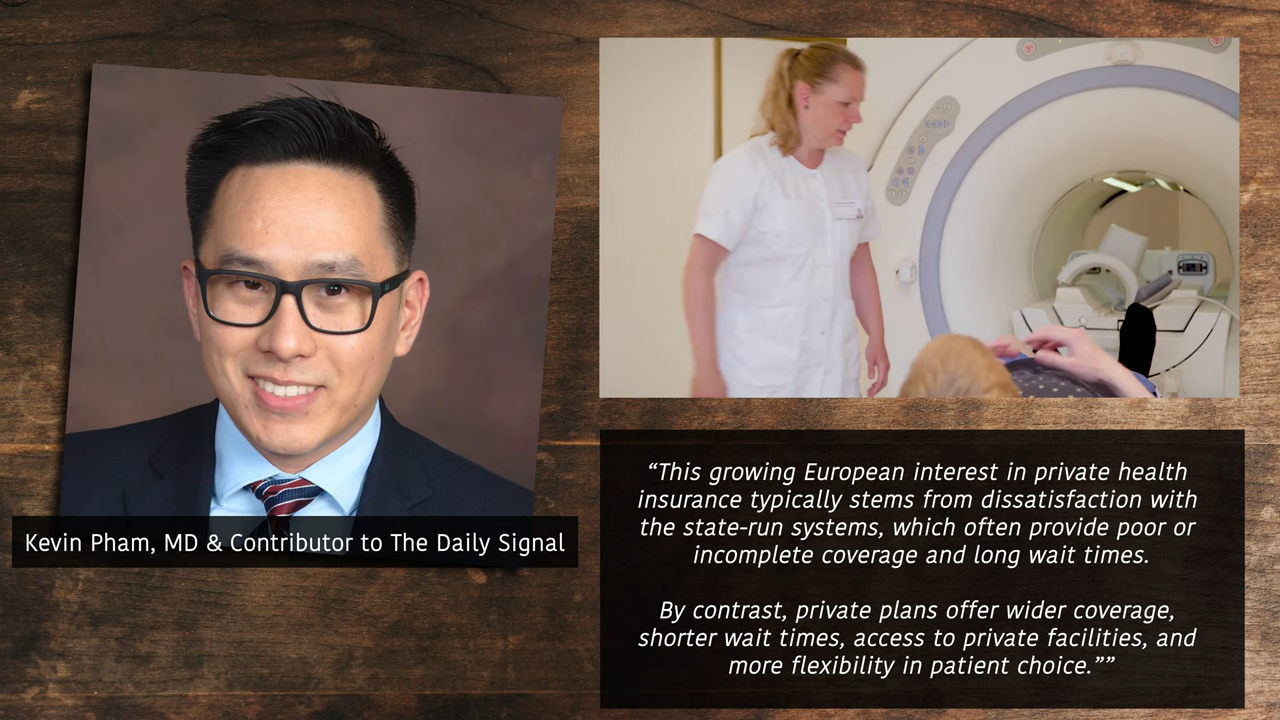 Kevin Pham, MD & Contributor to The Daily Signal
“This growing European interest in private health
insurance typically stems from dissatisfaction with
the state-run systems, which often provide poor or
incomplete coverage and long wait times.
By contrast, private plans offer wider coverage,
shorter wait times, access to private facilities, and
more flexibility in patient choice.””